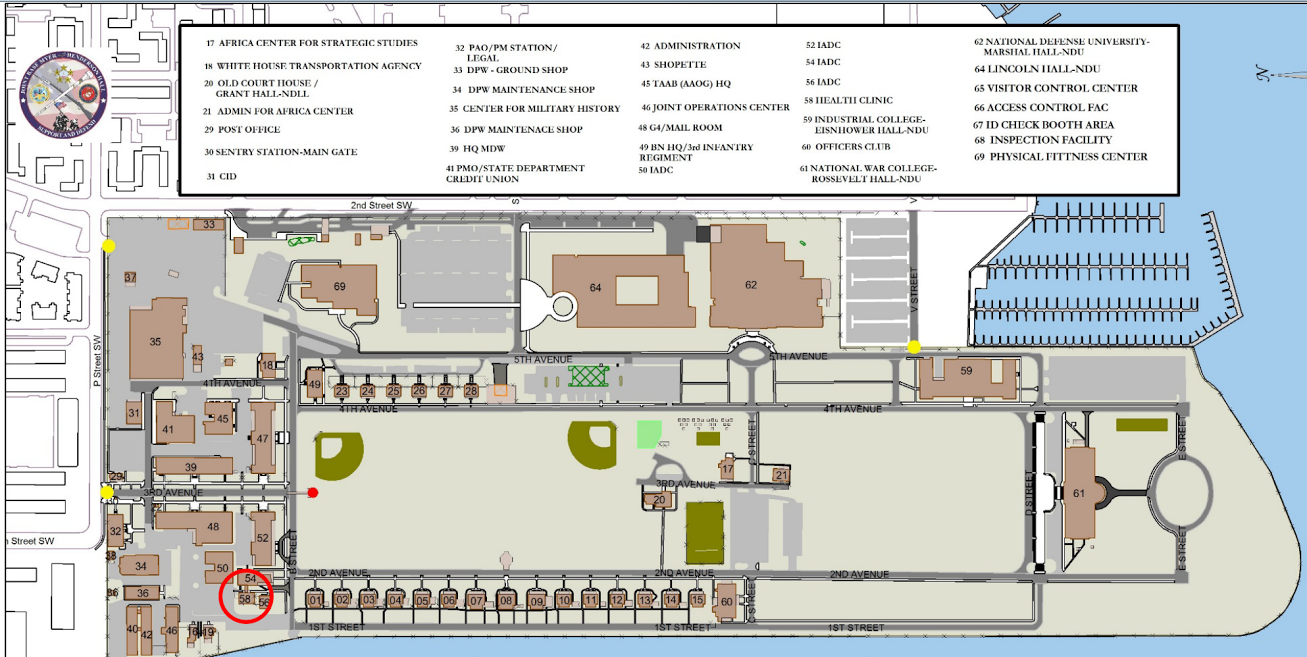 JOINT BASE MYER - HENDERSON HALL
SUPPORT AND DEFEND
17 AFRICA CENTER FOR STRATEGIC STUDIES
18 WHITE HOUSE TRANSPORTATION AGENCY
20 OLD COURT HOUSE /
GRANT HALL-NDLL
21 ADMIN FOR AFRICA CENTER
29 POST OFFICE
30 SENTRY STATION-MAIN GATE
31 CID
32 PAO/PM STATION/
LEGAL
33 DPW - GROUND SHOP
34 DPW MAINTENANCE SHOP
35 CENTER FOR MILITARY HISTORY
36 DPW MAINTENACE SHOP
39 HQ MDW
41 PMO/STATE DEPARTMENT
CREDIT UNION
42 ADMINISTRATION
43 SHOPETTE
45 TAAB (AAOG) HQ
46 JOINT OPERATIONS CENTER
48 G4/MAIL ROOM
49 BN HQ/3rd INFANTRY
REGIMENT
50 IADC
52 IADC
54 IADC
56 IADC
58 HEALTH CLINIC
59 INDUSTRIAL COLLEGE-
EISNHOWER HALL-NDU
60 OFFICERS CLUB
61 NATIONAL WAR COLLEGE-
ROSSEVELT HALL-NDU
62 NATIONAL DEFENSE UNIVERSITY-
MARSHAL HALL-NDU
64 LINCOLN HALL-NDU
65 VISITOR CONTROL CENTER
66 ACCESS CONTROL FAC
67 ID CHECK BOOTH AREA
68 INSPECTION FACILITY
69 PHYSICAL FITTNESS CENTER
N
2nd Street SW
S
V
33
37
69
64
62
V STREET
35
P Street SW
43
18
5TH AVENUE
5TH AVENUE
59
4TH AVENUE
49
23
24
25
26
27
28
31
41
45
47
4TH AVENUE
4TH AVENUE
C STREET
E STREET
39
17
21
29
3RD AVENUE
3RD AVENUE
20
61
D STREET
32
48
52
Street SW
B STREET
E STREET
38
34
50
54
2ND AVENUE
2ND AVENUE
2ND AVENUE
36
58
56
01
02
03
04
05
06
07
08
09
10
11
12
13
14
15
60
C STREET
40
42
46
16
19
1ST STREET
1ST STREET
1ST STREET